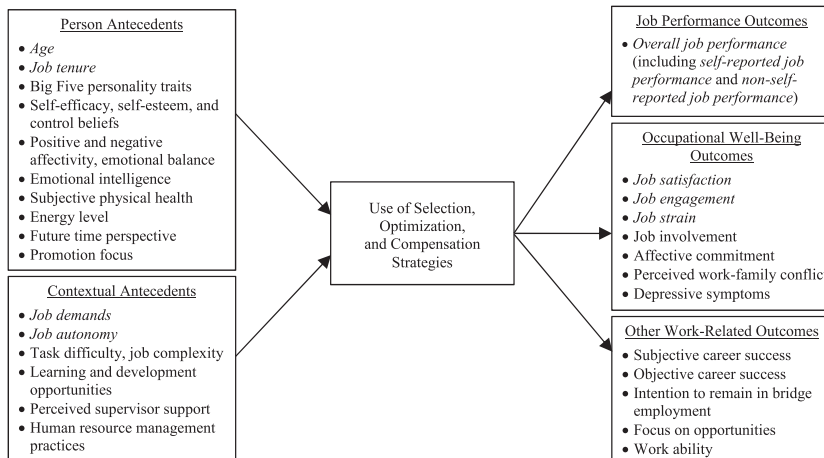 Person Antecedents
• Age
• Job tenure
• Big Five personality traits
• Self-efficacy, self-esteem, and
control beliefs
• Positive and negative
affectivity, emotional balance
• Emotional intelligence
• Subjective physical health
• Energy level
• Future time perspective
• Promotion focus
Contextual Antecedents
• Job demands
• Job autonomy
• Task difficulty, job complexity
• Learning and development
opportunities
• Perceived supervisor support
• Human resource management
practices
Use of Selection,
Optimization,
and Compensation
Strategies
Job Performance Outcomes
• Overall job performance
(including self-reported job
performance and non-self-
reported job performance)
Occupational Well-Being
Outcomes
• Job satisfaction
• Job engagement
• Job strain
• Job involvement
• Affective commitment
• Perceived work-family conflict
• Depressive symptoms
Other Work-Related Outcomes
• Subjective career success
• Objective career success
• Intention to remain in bridge
employment
• Focus on opportunities
• Work ability